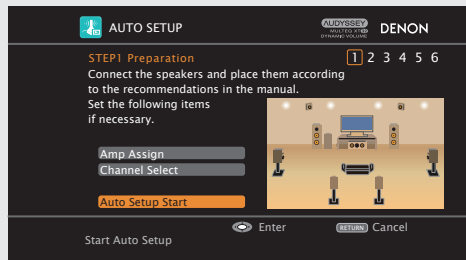 AUTO SETUP
AUDYSSEY
MULTEQ XT32
DYNAMIC VOLUME
DENON
STEP1 Preparation
1 2 3 4 5 6
Connect the speakers and place them according
to the recommendations in the manual.
Set the following items
if necessary.
Amp Assign
Channel Select
Auto Setup Start
Enter
RETURN Cancel
Start Auto Setup